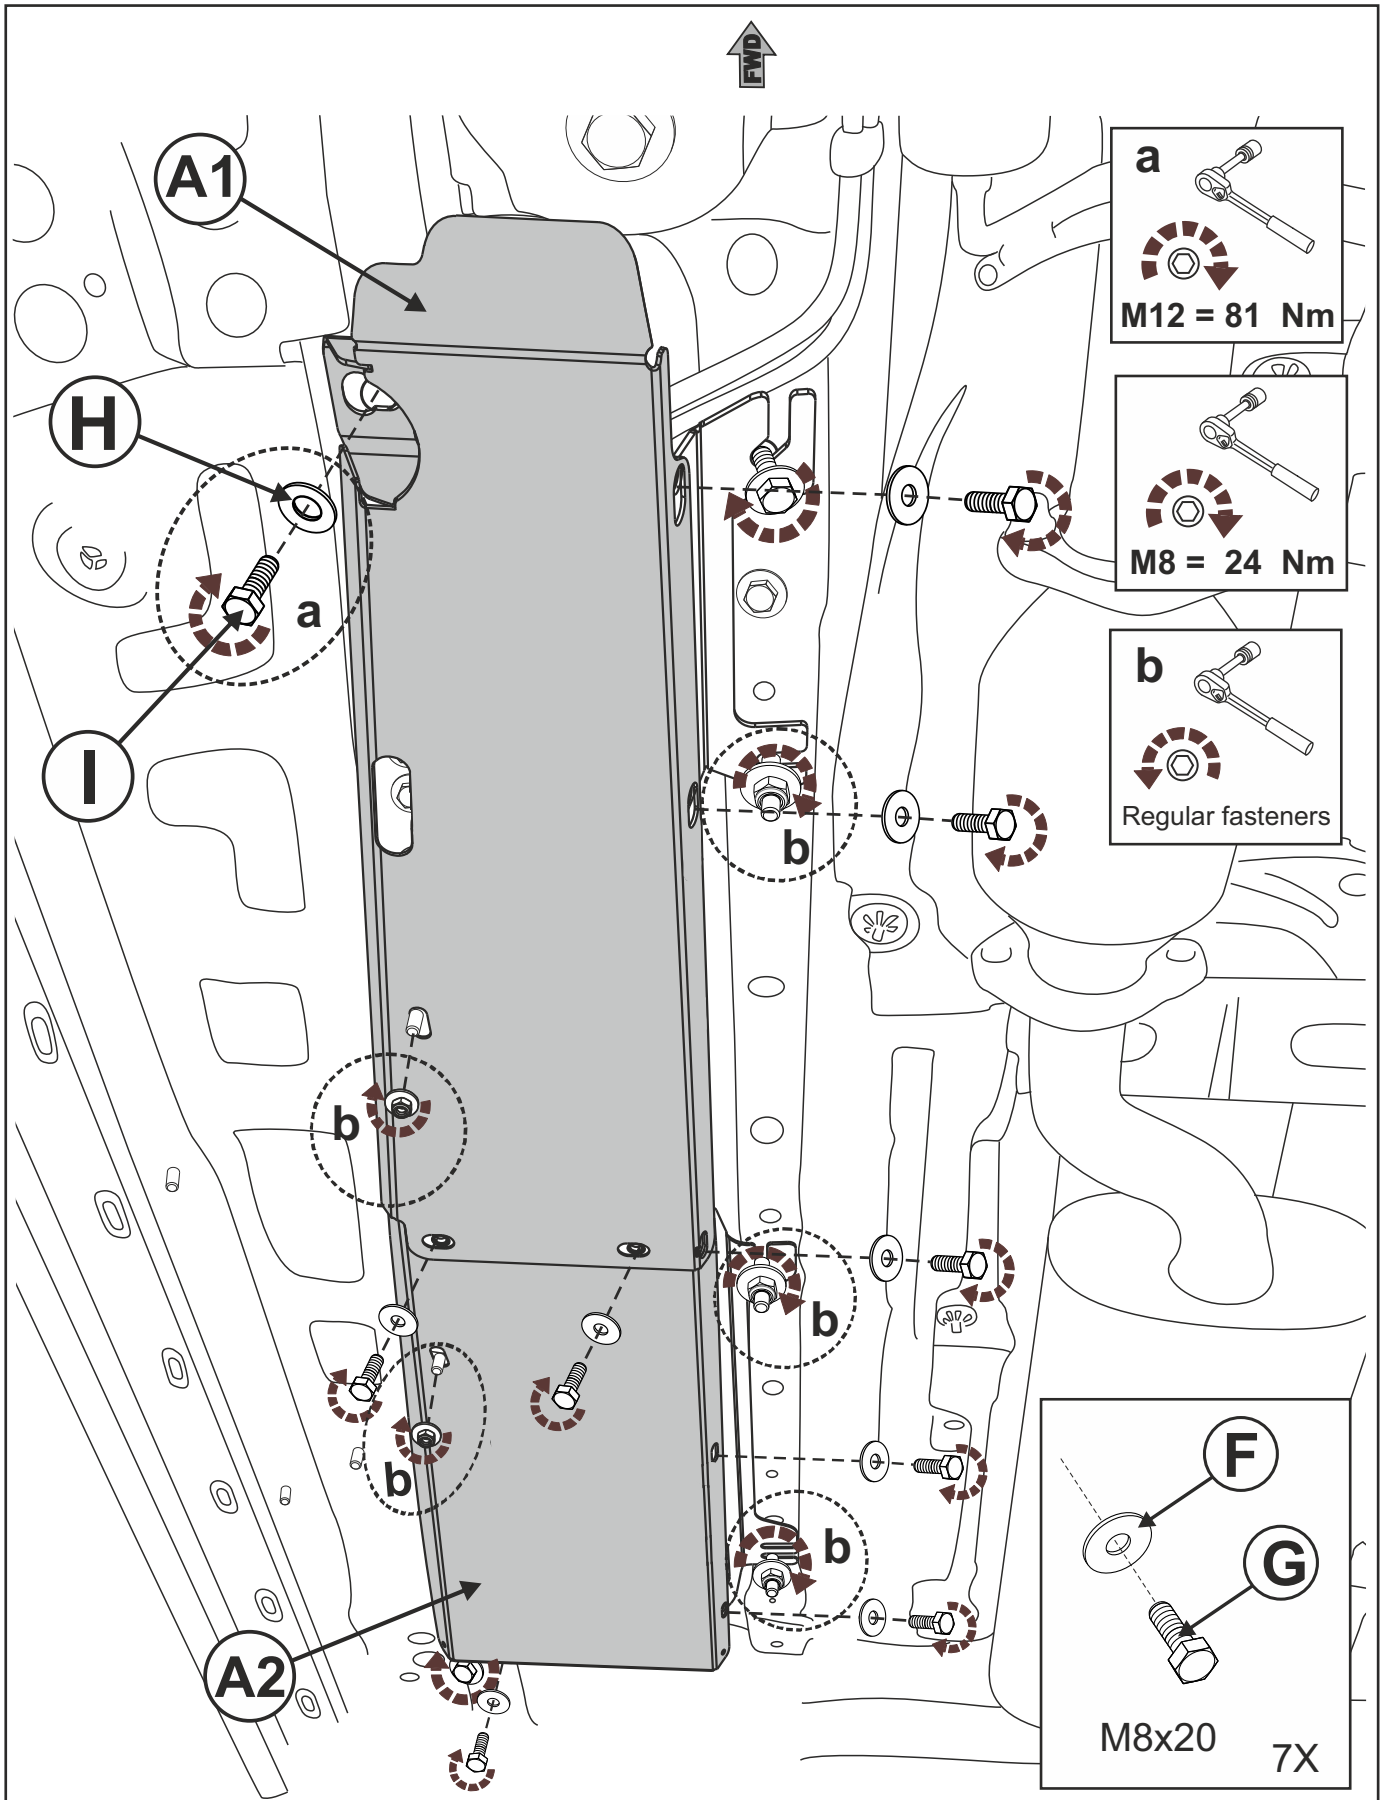 FWD
A1
a
M12 = 81 Nm
H
M8 = 24 Nm
a
b
Regular fasteners
I
b
b
b
b
b
A2
F
G
M8x20
7X